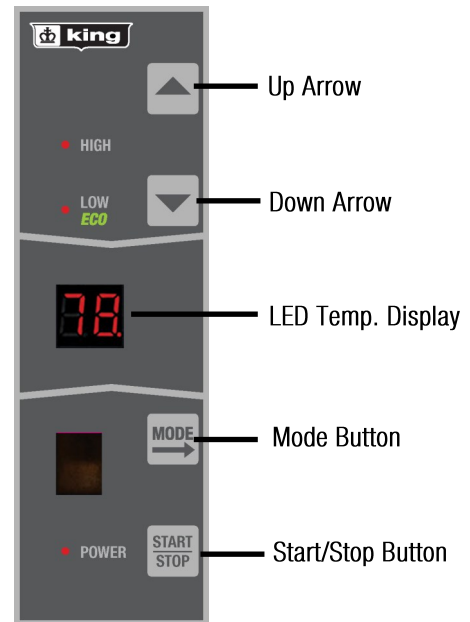 king
Up Arrow
HIGH
LOW
ECO
Down Arrow
78.
LED Temp. Display
MODE
Mode Button
POWER
START
STOP
Start/Stop Button